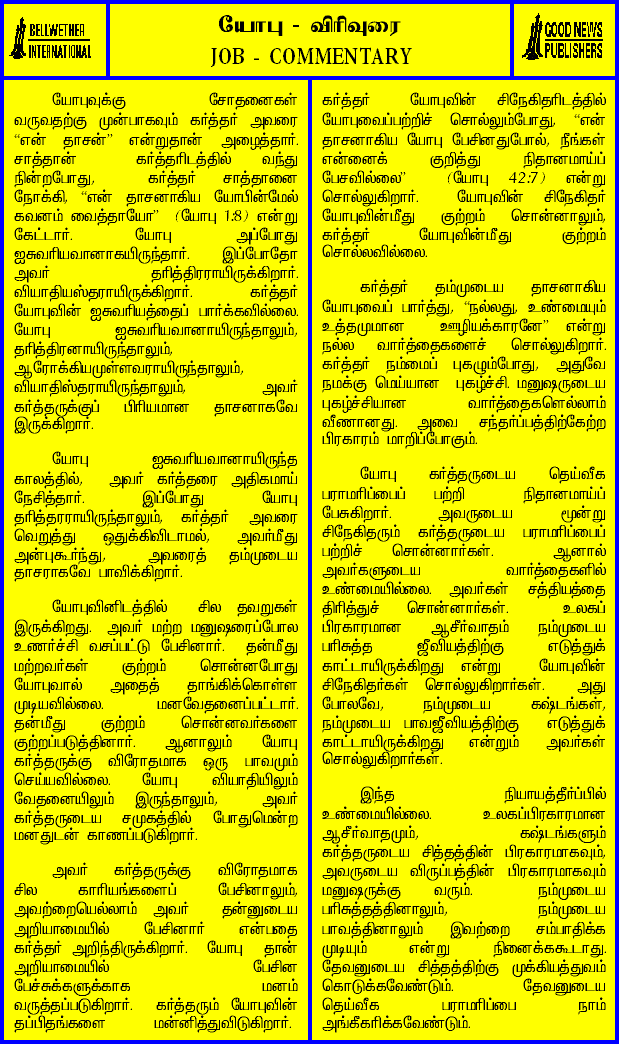 BELLWETHER
INTERNATIONAL
யோபு - விரிவுரை
JOB - COMMENTARY
GOOD NEWS
PUBLISHERS
யோபுவுக்கு சோதனைகள்
வருவதற்கு முன்பாகவும் கர்த்தர் அவரை
“என் தாசன்” என்றுதான் அழைத்தார்.
சாத்தான் கர்த்தரிடத்தில் வந்து
நின்றபோது, கர்த்தர் சாத்தானை
நோக்கி, “என் தாசனாகிய யோபின்மேல்
கவனம் வைத்தாயோ” (யோபு 1:8) என்று
கேட்டார். யோபு அப்போது
ஐசுவரியவானாகயிருந்தார். இப்போதோ
அவர் தரித்திரராயிருக்கிறார்.
வியாதியஸ்தராயிருக்கிறார். கர்த்தர்
யோபுவின் ஐசுவரியத்தைப் பார்க்கவில்லை.
யோபு ஐசுவரியவானாயிருந்தாலும்,
தரித்திரனாயிருந்தாலும்,
ஆரோக்கியமுள்ளவராயிருந்தாலும்,
வியாதிஸ்தராயிருந்தாலும், அவர்
கர்த்தருக்குப் பிரியமான தாசனாகவே
இருக்கிறார்.
யோபு ஐசுவரியவானாயிருந்த
காலத்தில், அவர் கர்த்தரை அதிகமாய்
நேசித்தார். இப்போது யோபு
தரித்திரராயிருந்தாலும், கர்த்தர் அவரை
வெறுத்து ஒதுக்கிவிடாமல், அவர்மீது
அன்புகூர்ந்து, அவரைத் தம்முடைய
தாசராகவே பாவிக்கிறார்.
யோபுவினிடத்தில் சில தவறுகள்
இருக்கிறது. அவர் மற்ற மனுஷரைப்போல
உணர்ச்சி வசப்பட்டு பேசினார். தன்மீது
மற்றவர்கள் குற்றம் சொன்னபோது
யோபுவால் அதைத் தாங்கிக்கொள்ள
முடியவில்லை. மனவேதனைப்பட்டார்.
தன்மீது குற்றம் சொன்னவர்களை
குற்றப்படுத்தினார். ஆனாலும் யோபு
கர்த்தருக்கு விரோதமாக ஒரு பாவமும்
செய்யவில்லை. யோபு வியாதியிலும்
வேதனையிலும் இருந்தாலும், அவர்
கர்த்தருடைய சமுகத்தில் போதுமென்ற
மனதுடன் காணப்படுகிறார்.
அவர் கர்த்தருக்கு விரோதமாக
சில காரியங்களைப் பேசினாலும்,
அவற்றையெல்லாம் அவர் தன்னுடைய
அறியாமையில் பேசினார் என்பதை
கர்த்தர் அறிந்திருக்கிறார். யோபு தான்
அறியாமையில் பேசின
பேச்சுக்களுக்காக மனம்
வருத்தப்படுகிறார். கர்த்தரும் யோபுவின்
தப்பிதங்களை மன்னித்துவிடுகிறார்.
கர்த்தர் யோபுவின் சிநேகிதரிடத்தில்
யோபுவைப்பற்றிச் சொல்லும்போது, “என்
தாசனாகிய யோபு பேசினதுபோல், நீங்கள்
என்னைக் குறித்து நிதானமாய்ப்
பேசவில்லை” (யோபு 42:7) என்று
சொல்லுகிறார். யோபுவின் சிநேகிதர்
யோபுவின்மீது குற்றம் சொன்னாலும்,
கர்த்தர் யோபுவின்மீது குற்றம்
சொல்லவில்லை.
கர்த்தர் தம்முடைய தாசனாகிய
யோபுவைப் பார்த்து, “நல்லது, உண்மையும்
உத்தமுமான ஊழியக்காரனே” என்று
நல்ல வார்த்தைகளைச் சொல்லுகிறார்.
கர்த்தர் நம்மைப் புகழும்போது, அதுவே
நமக்கு மெய்யான புகழ்ச்சி. மனுஷருடைய
புகழ்ச்சியான வார்த்தைகளெல்லாம்
வீணானது. அவை சந்தர்ப்பத்திற்கேற்ற
பிரகாரம் மாறிப்போகும்.
யோபு கர்த்தருடைய தெய்வீக
பராமரிப்பைப் பற்றி நிதானமாய்ப்
பேசுகிறார். அவருடைய மூன்று
சிநேகிதரும் கர்த்தருடைய பராமரிப்பைப்
பற்றிச் சொன்னார்கள். ஆனால்
அவர்களுடைய வார்த்தைகளில்
உண்மையில்லை. அவர்கள் சத்தியத்தை
திரித்துச் சொன்னார்கள். உலகப்
பிரகாரமான ஆசீர்வாதம் நம்முடைய
பரிசுத்த ஜீவியத்திற்கு எடுத்துக்
காட்டாயிருக்கிறது என்று யோபுவின்
சிநேகிதர்கள் சொல்லுகிறார்கள். அது
போலவே, நம்முடைய கஷ்டங்கள்,
நம்முடைய பாவஜீவியத்திற்கு எடுத்துக்
காட்டாயிருக்கிறது என்றும் அவர்கள்
சொல்லுகிறார்கள்.
இந்த நியாயத்தீர்ப்பில்
உண்மையில்லை. உலகப்பிரகாரமான
ஆசீர்வாதமும், கஷ்டங்களும்
கர்த்தருடைய சித்தத்தின் பிரகாரமாகவும்,
அவருடைய விருப்பத்தின் பிரகாரமாகவும்
மனுஷருக்கு வரும். நம்முடைய
பரிசுத்தத்தினாலும், நம்முடைய
பாவத்தினாலும் இவற்றை சம்பாதிக்க
முடியும் என்று நினைக்ககூடாது.
தேவனுடைய சித்தத்திற்கு முக்கியத்துவம்
கொடுக்கவேண்டும். தேவனுடைய
தெய்வீக பராமரிப்பை நாம்
அங்கீகரிக்கவேண்டும்.